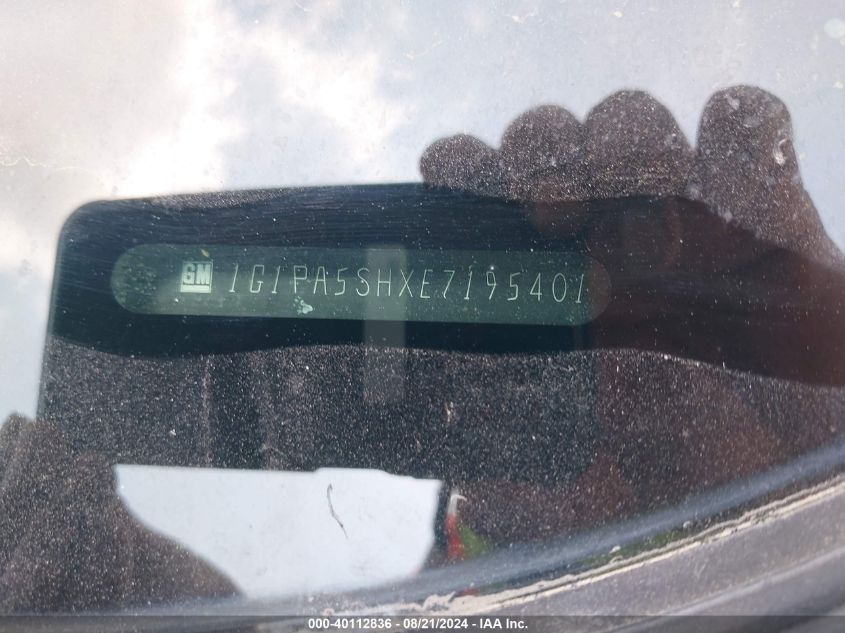 GM 1G1PA5SHXE7195401
000-40112836 - 08/21/2024 - IAA Inc.